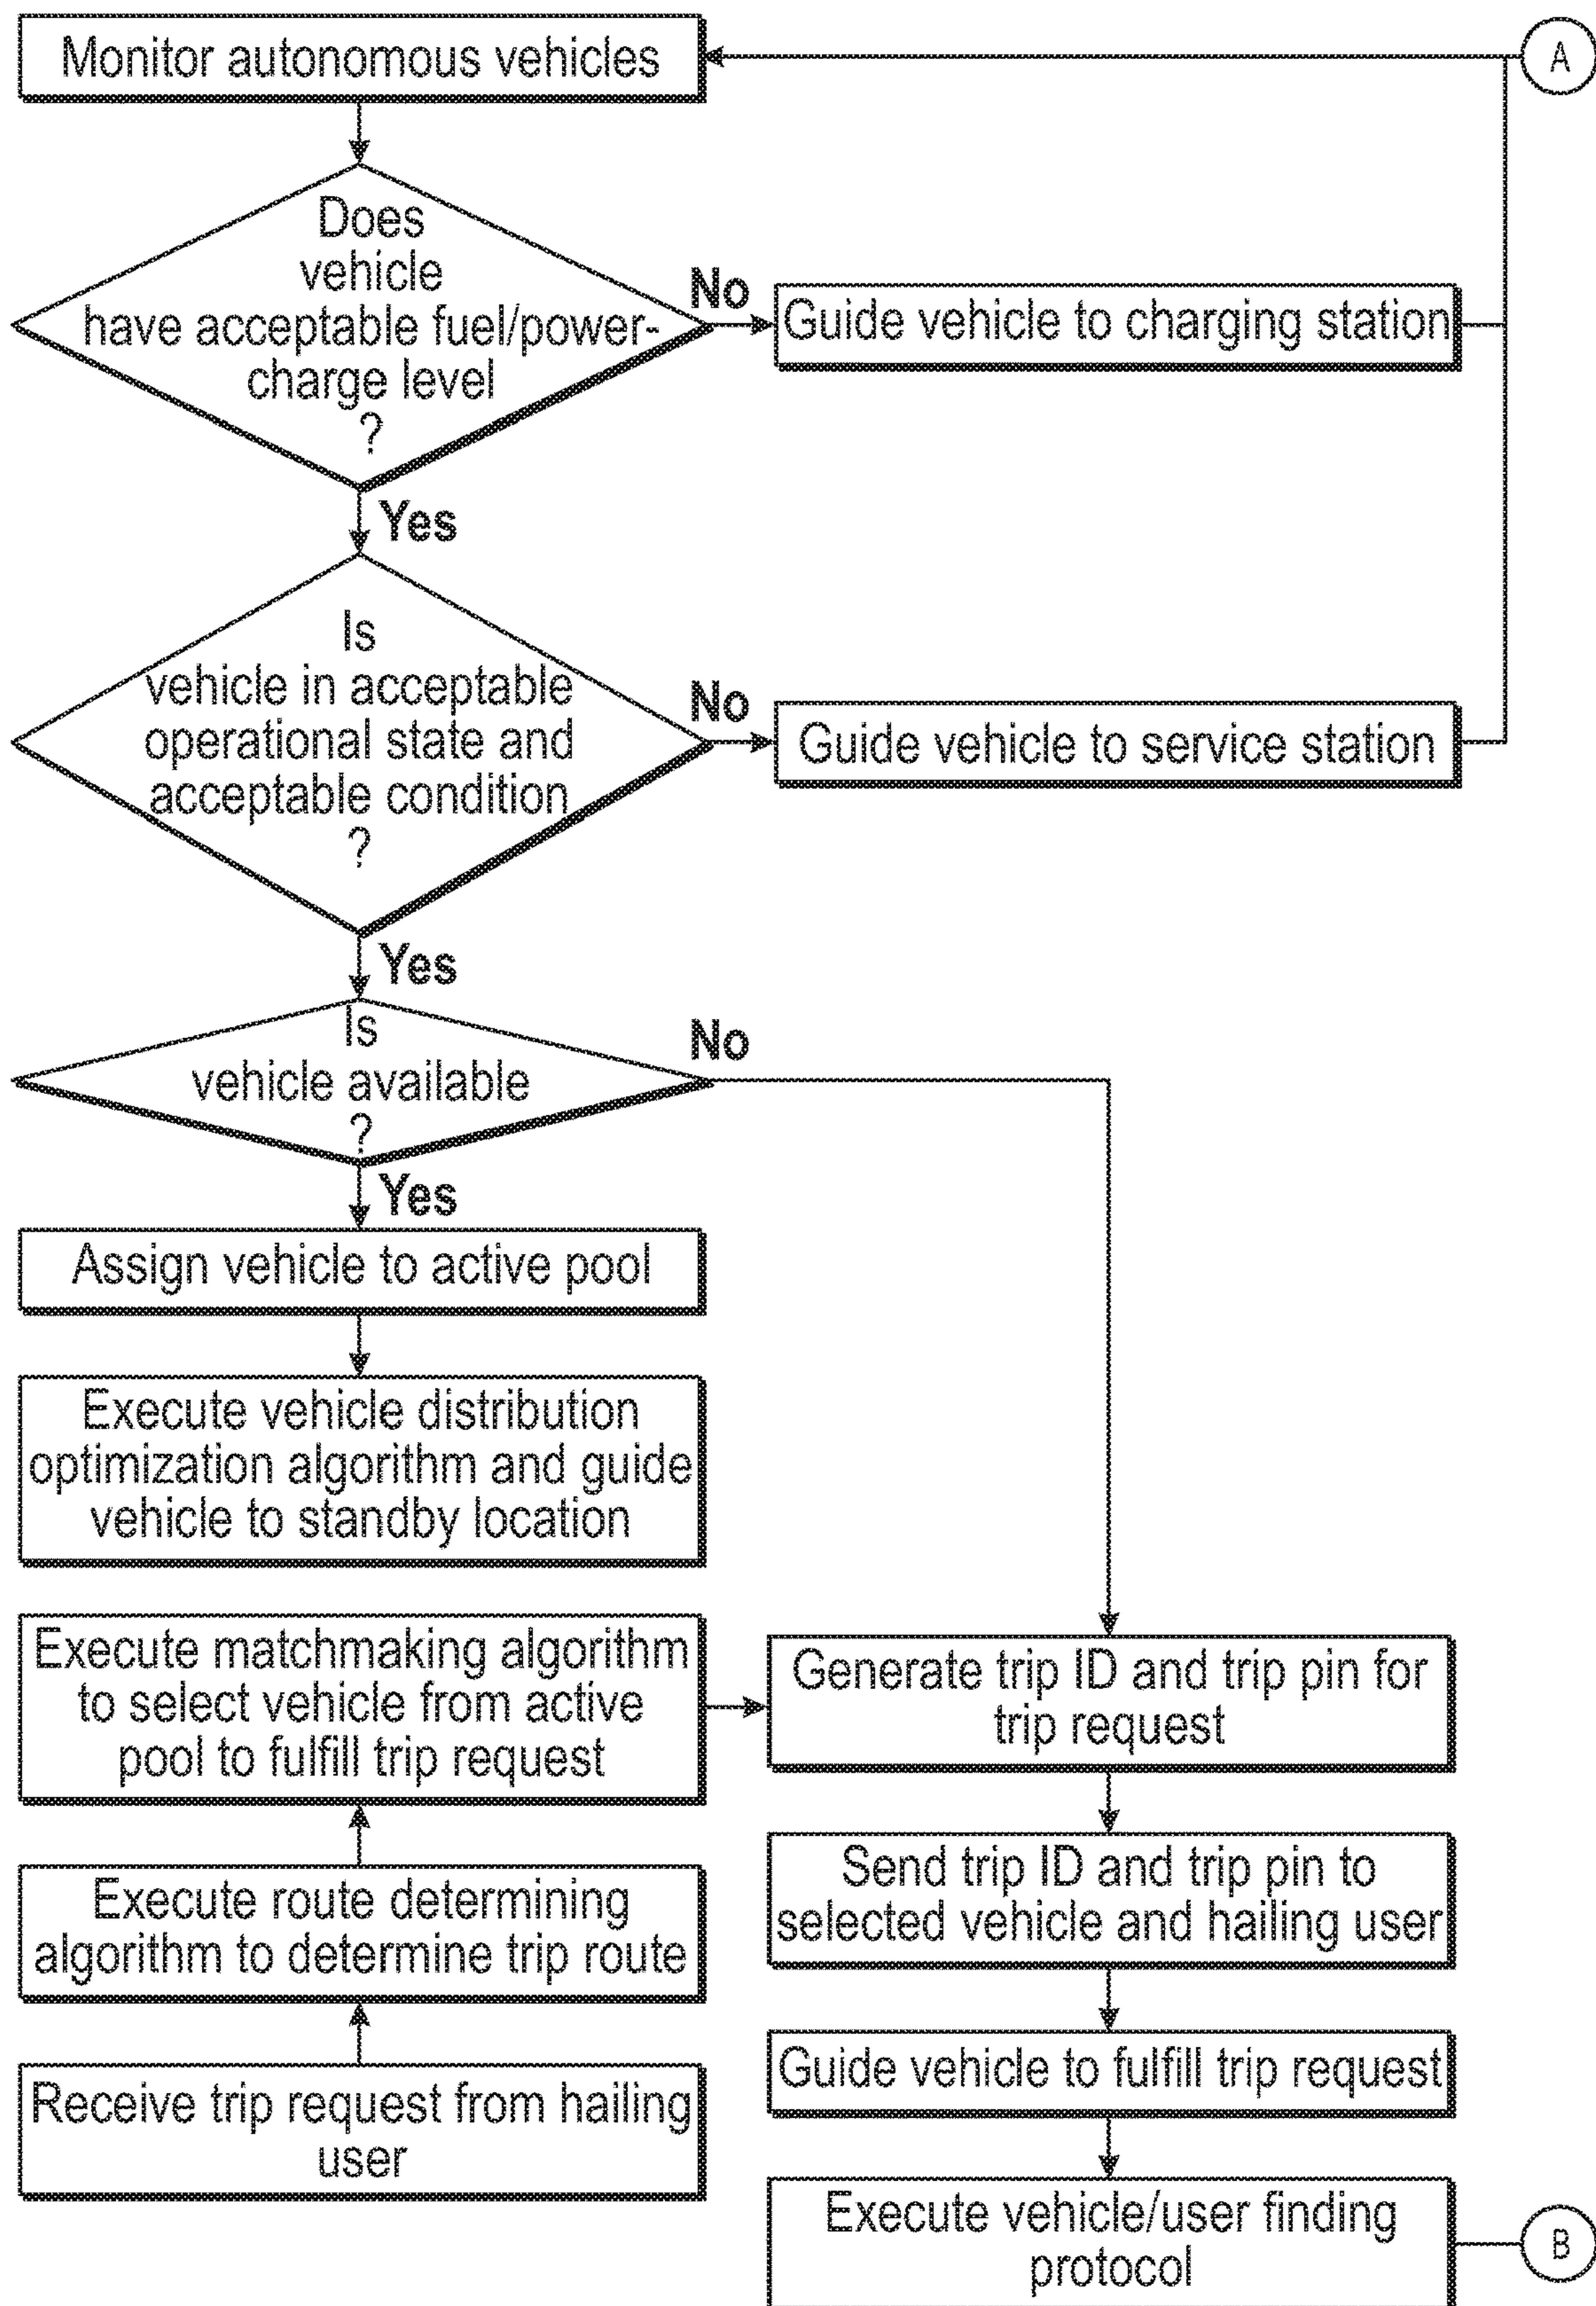 Monitor autonomous vehicles
A
Does
vehicle
have acceptable fuel/power-
charge level
?
No
Guide vehicle to charging station
Yes
Is
vehicle in acceptable
operational state and
acceptable condition
?
No
Guide vehicle to service station
Yes
Is
vehicle available
?
No
Yes
Assign vehicle to active pool
Execute vehicle distribution
optimization algorithm and guide
vehicle to standby location
Execute matchmaking algorithm
to select vehicle from active
pool to fulfill trip request
Generate trip ID and trip pin for
trip request
Execute route determining
algorithm to determine trip route
Send trip ID and trip pin to
selected vehicle and hailing user
Receive trip request from hailing
user
Guide vehicle to fulfill trip request
Execute vehicle/user finding
protocol
B